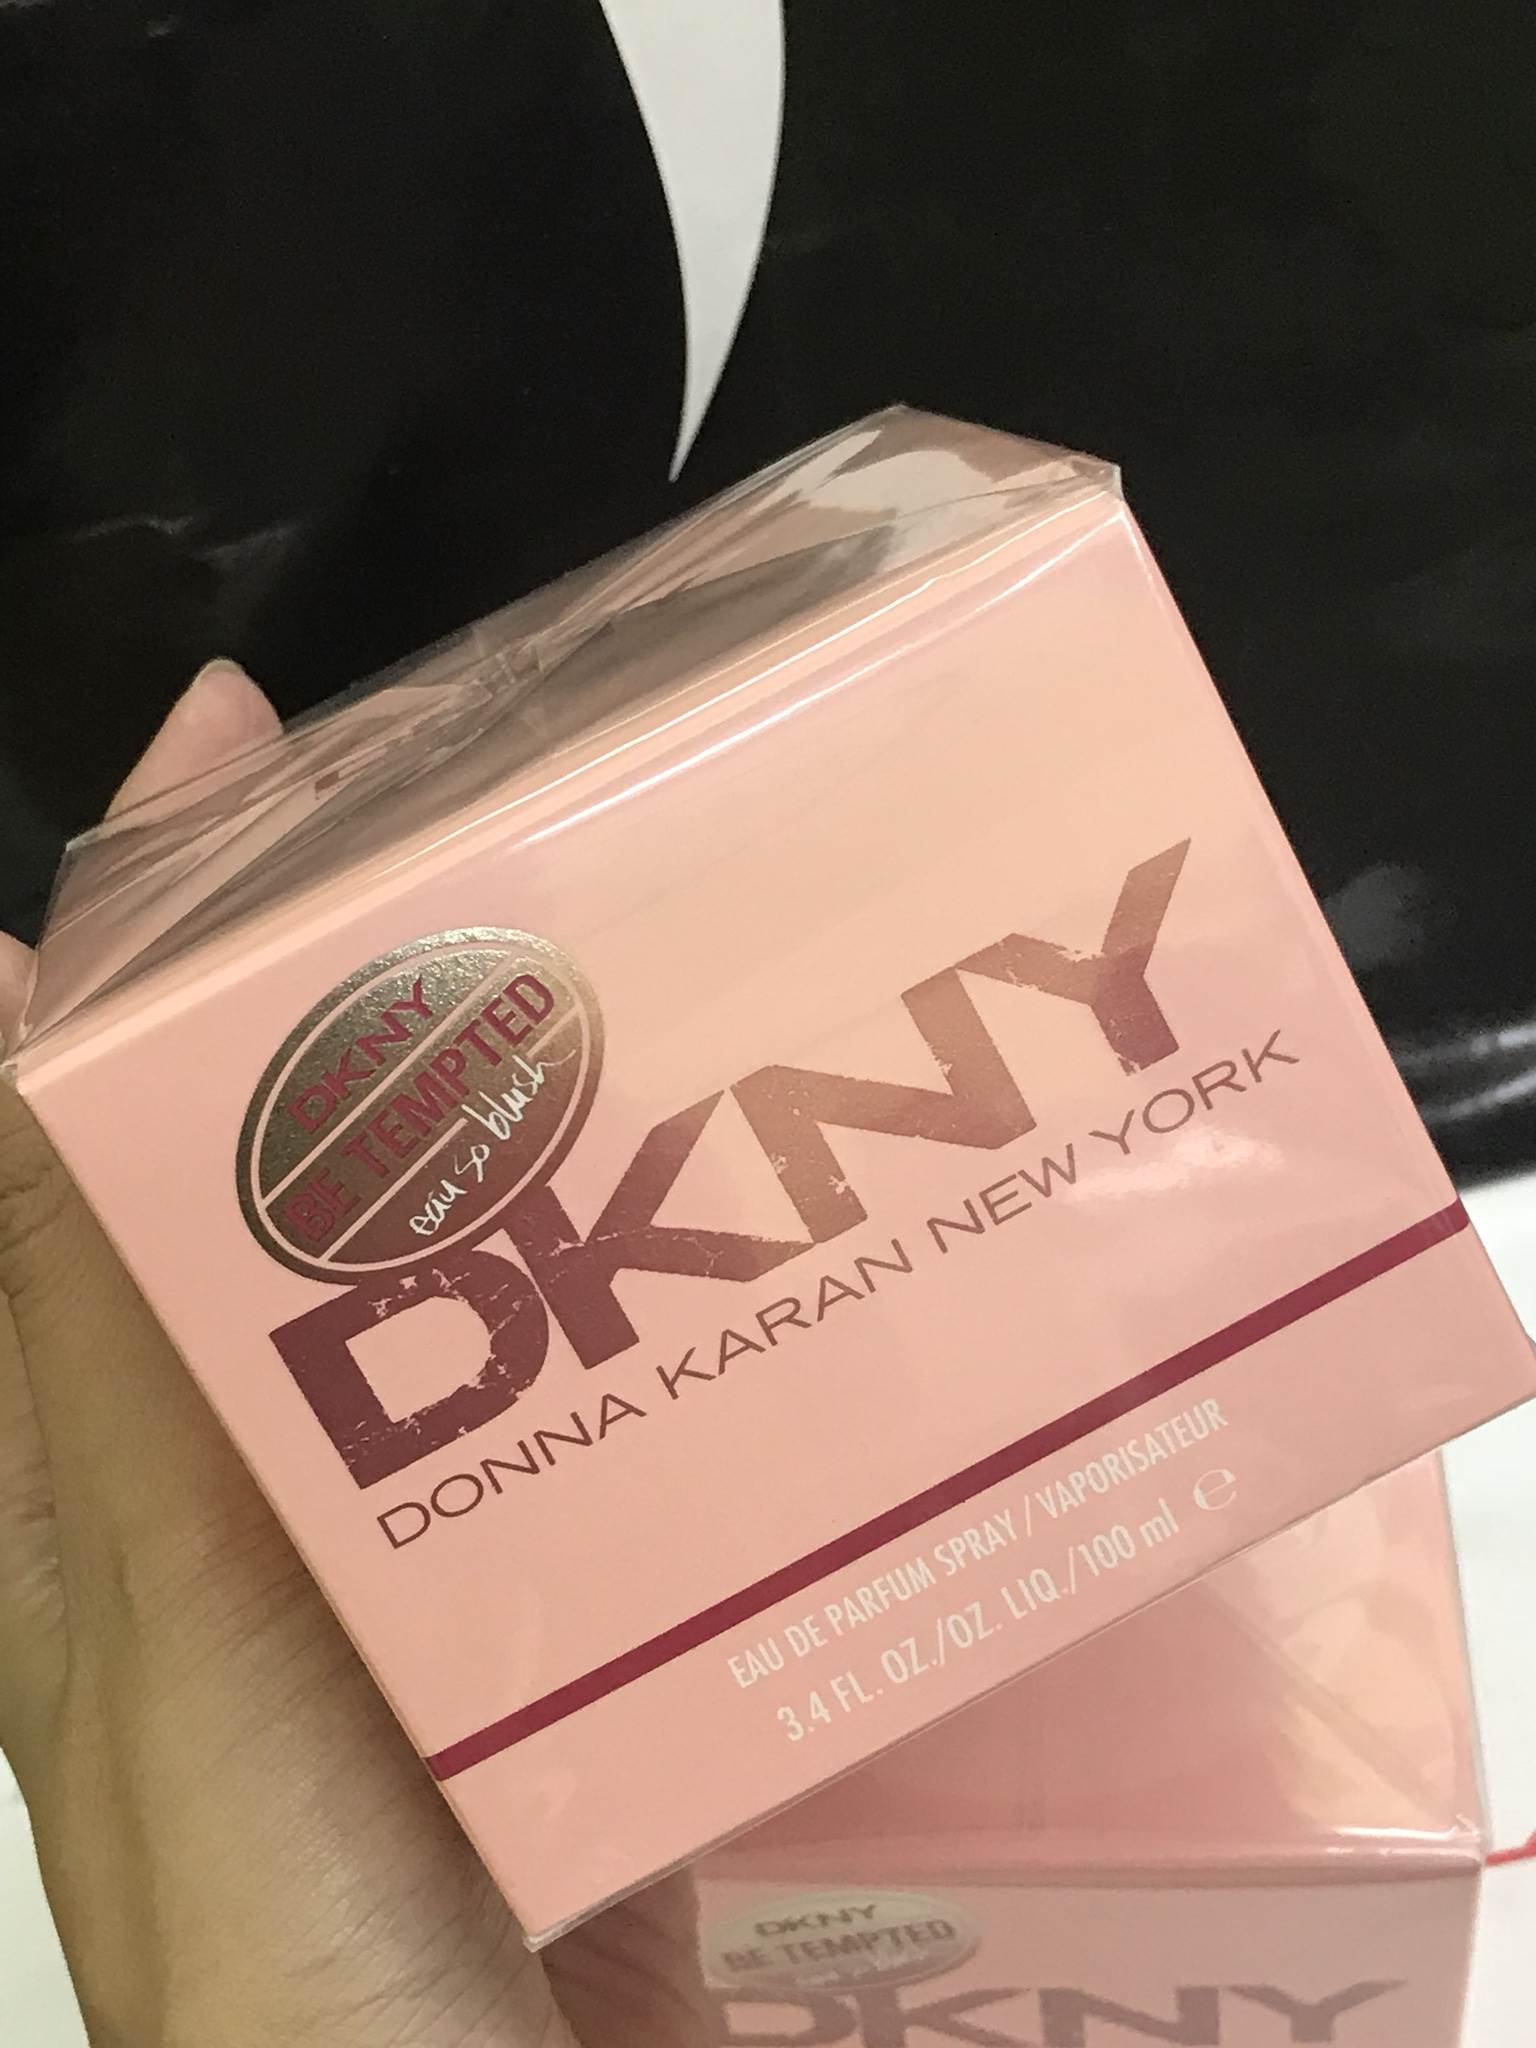 DKNY
BE TEMPTED
eau so blush
DKNY
DONNA KARAN NEW YORK
EAU DE PARFUM SPRAY / VAPORISATEUR
3.4 FL. OZ./OZ. LIQ./100 ml ℮
DKNY
BE TEMPTED
DKNY